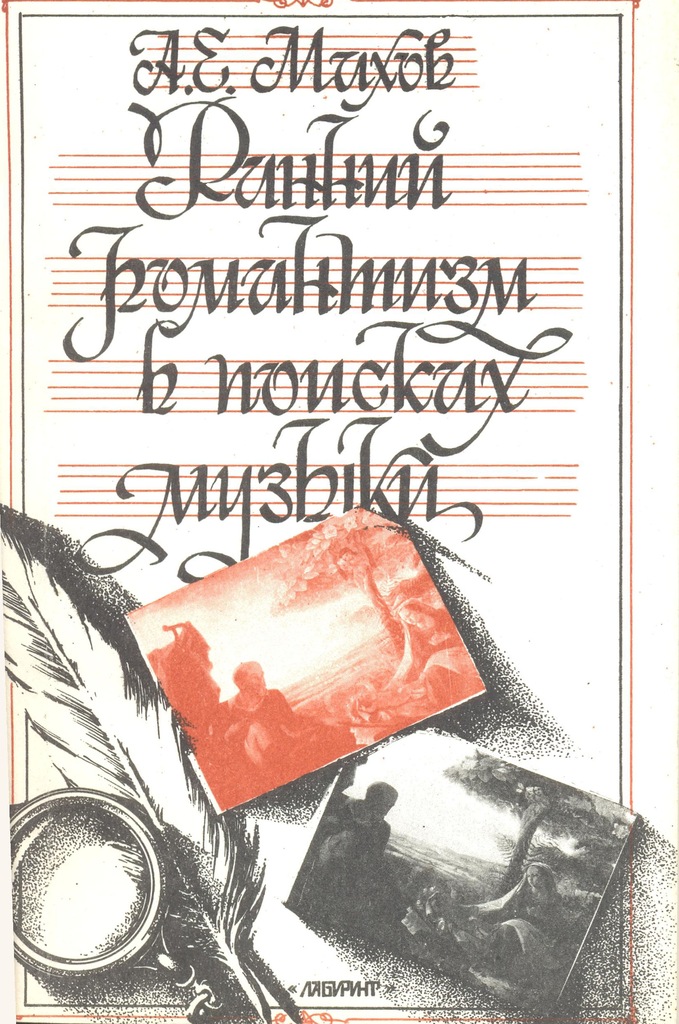 А.Е. Махов
Ранний
романтизм
в поисках
музыки
«ЛАБИРИНТ»